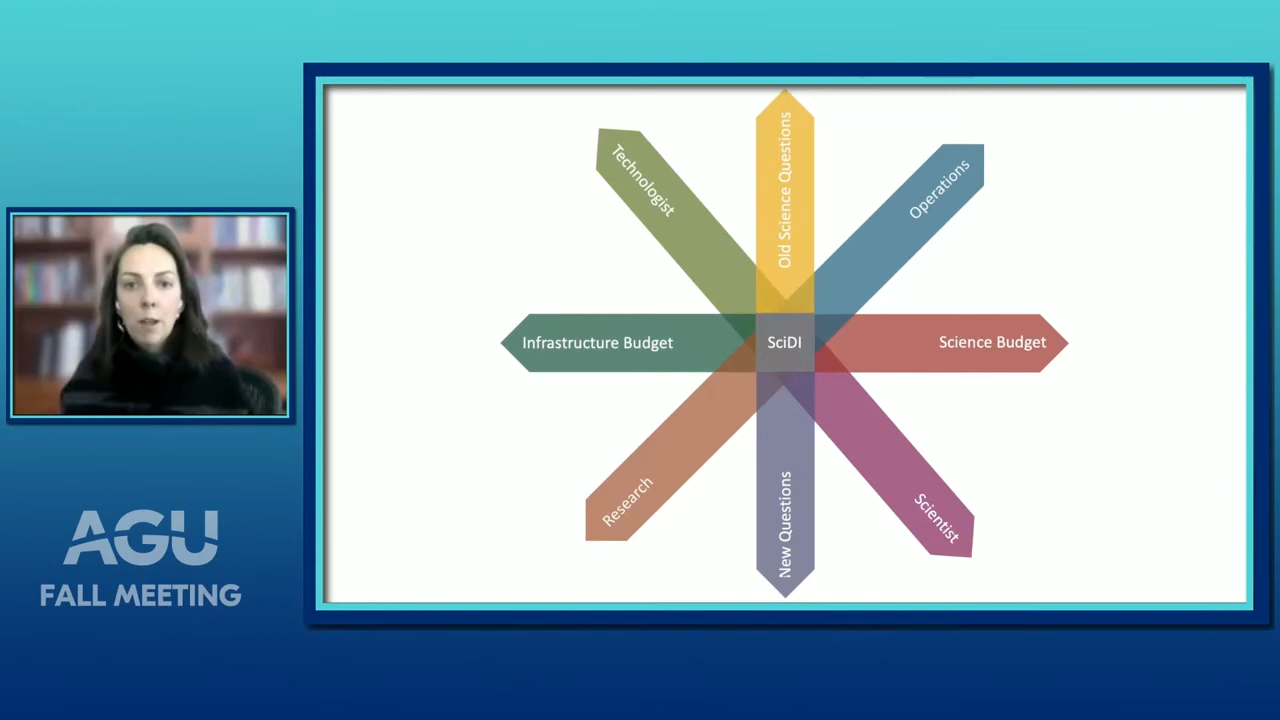 Technologist
Old Science Questions
Operations
Infrastructure Budget
SciDI
Science Budget
Research
New Questions
Scientist
AGU
FALL MEETING